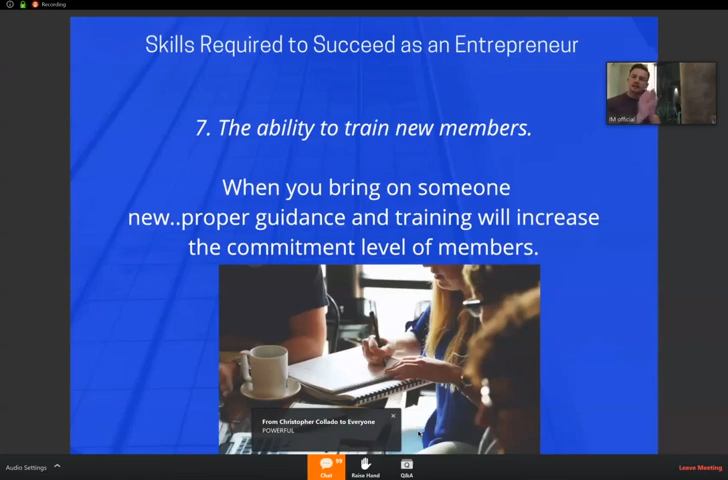 Recording
Skills Required to Succeed as an Entrepreneur
7. The ability to train new members.
When you bring on someone
new..proper guidance and training will increase
the commitment level of members.
IM official
From Christopher Collado to Everyone
POWERFUL
Audio Settings
Chat
Raise Hand
Q&A
Leave Meeting